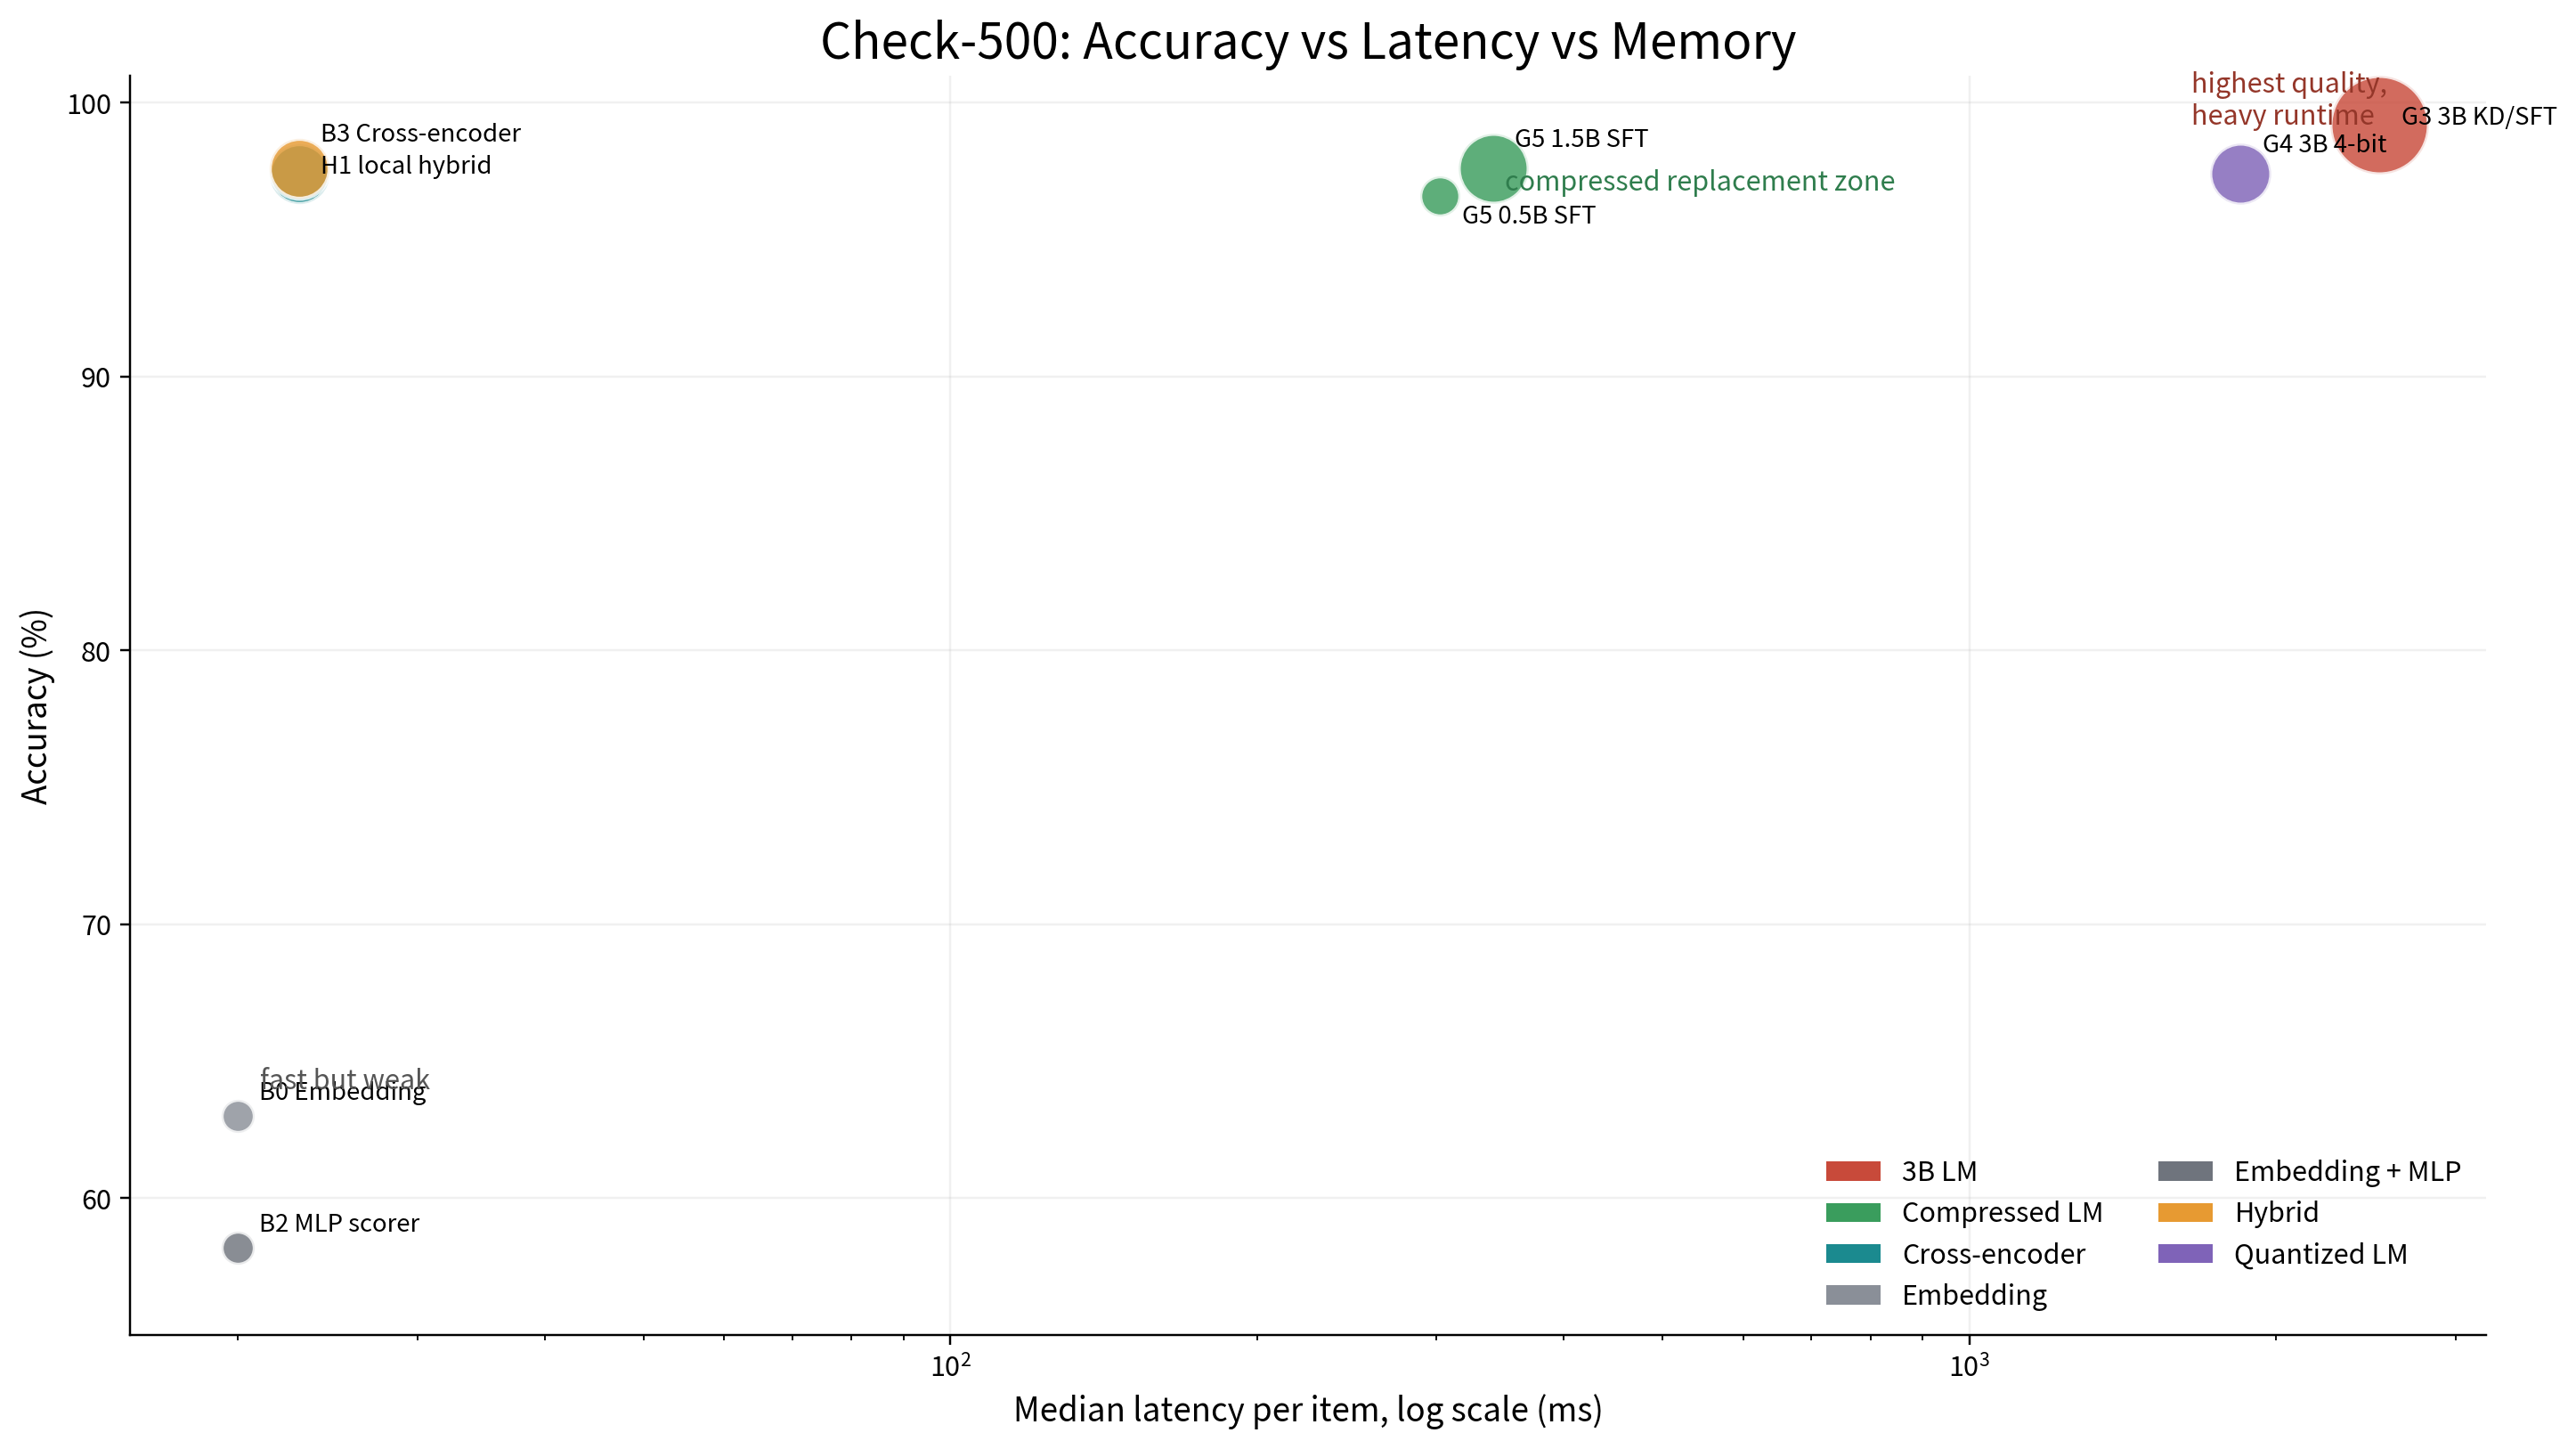 Check-500: Accuracy vs Latency vs Memory
highest quality,
heavy runtime
G3 3B KD/SFT
G4 3B 4-bit
B3 Cross-encoder
H1 local hybrid
G5 1.5B SFT
compressed replacement zone
G5 0.5B SFT
fast but weak
B0 Embedding
B2 MLP scorer
100
90
80
70
60
Accuracy (%)
10²
10³
Median latency per item, log scale (ms)
3B LM
Compressed LM
Cross-encoder
Embedding
Embedding + MLP
Hybrid
Quantized LM